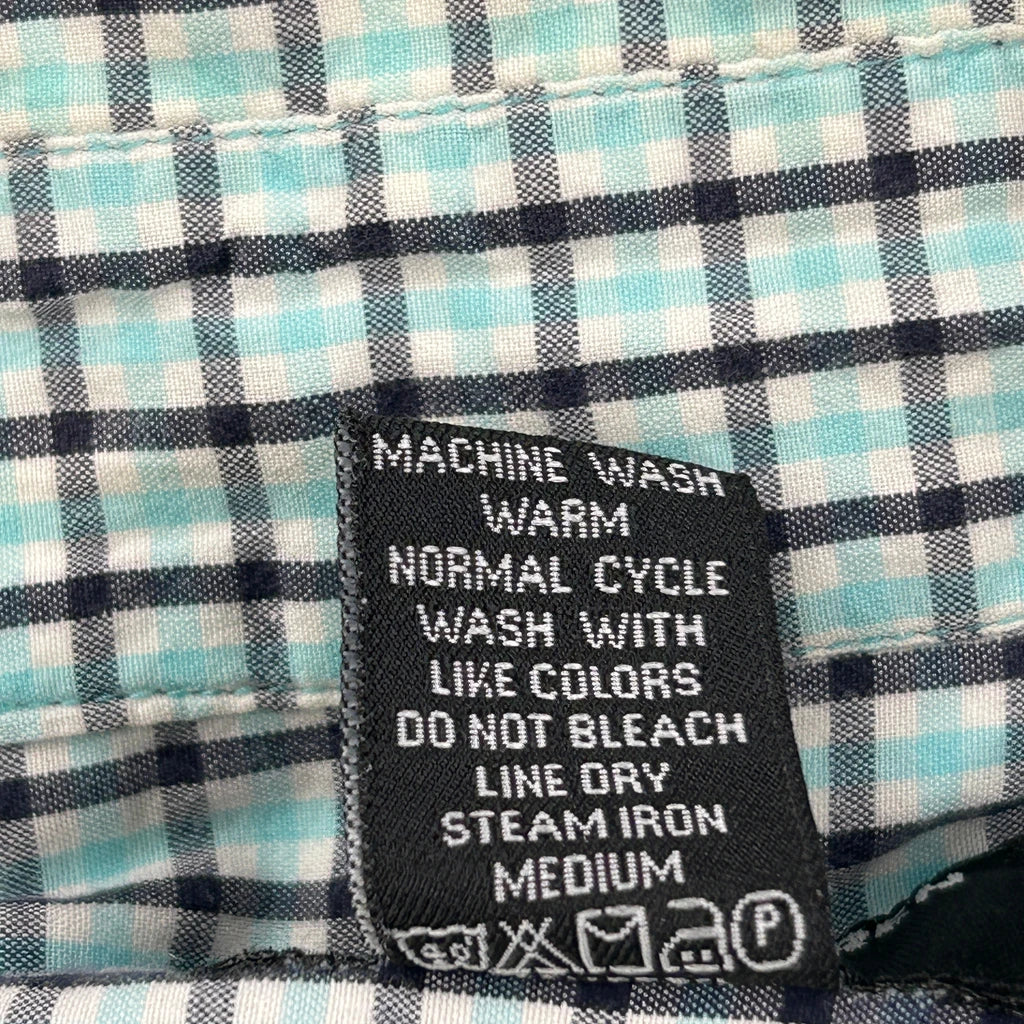 MACHINE WASH
WARM
NORMAL CYCLE
WASH WITH
LIKE COLORS
DO NOT BLEACH
LINE DRY
STEAM IRON
MEDIUM
P